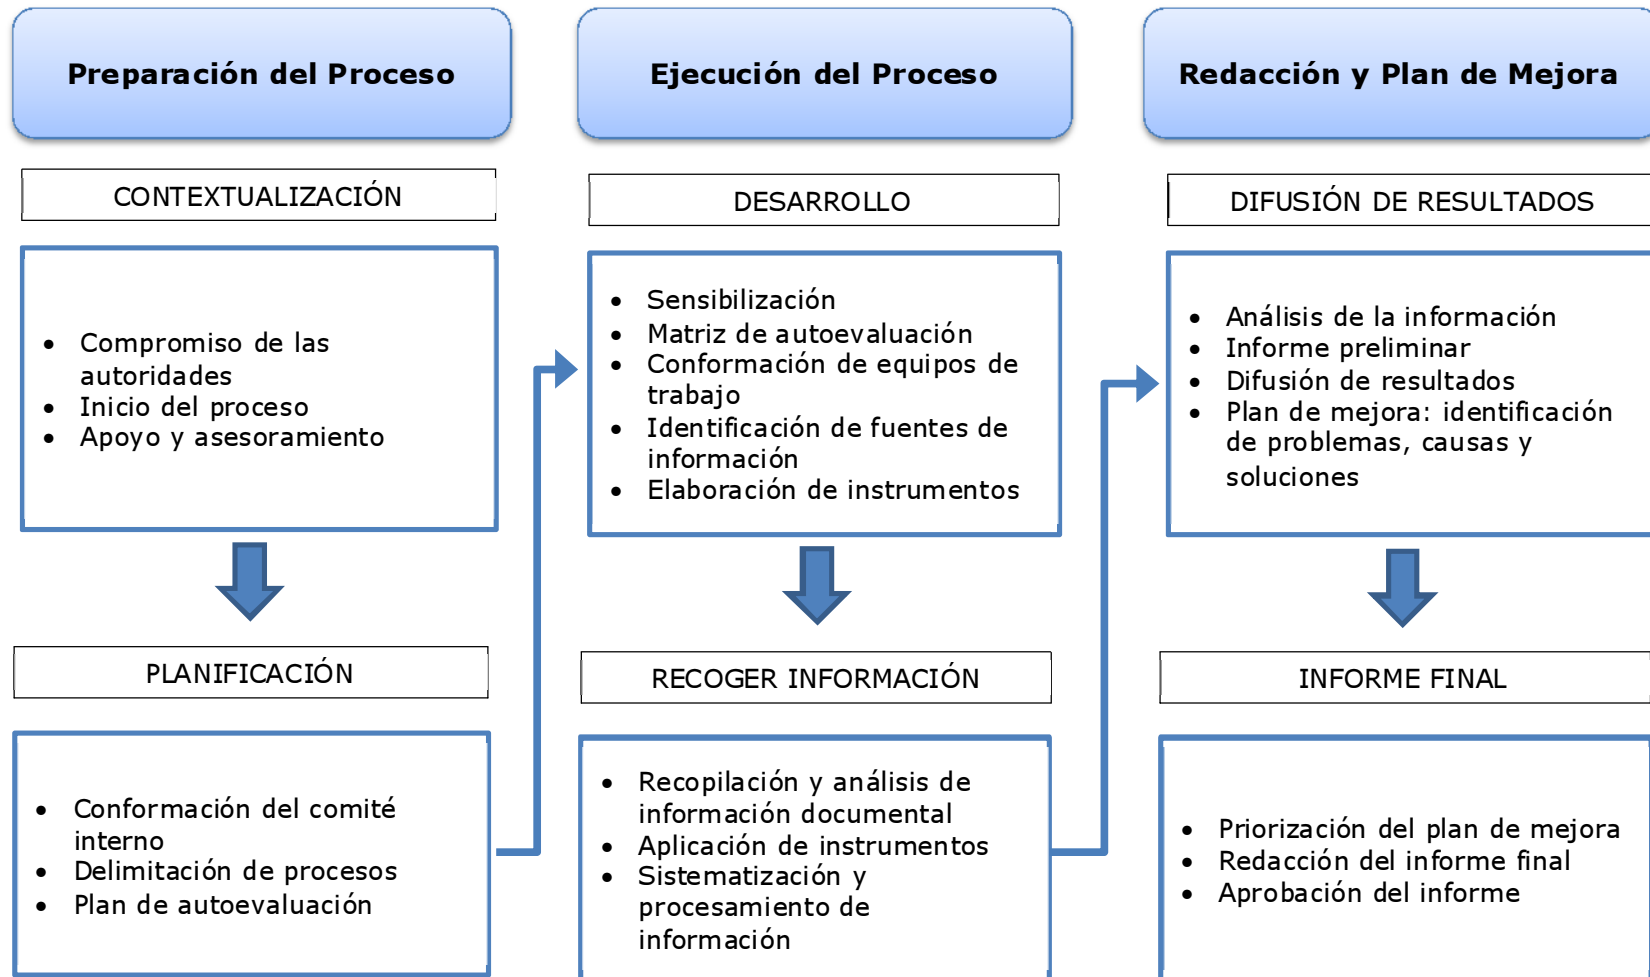 Preparación del Proceso
Ejecución del Proceso
Redacción y Plan de Mejora
CONTEXTUALIZACIÓN
• Compromiso de las
autoridades
• Inicio del proceso
• Apoyo y asesoramiento
PLANIFICACIÓN
• Conformación del comité
interno
• Delimitación de procesos
• Plan de autoevaluación
DESARROLLO
• Sensibilización
• Matriz de autoevaluación
• Conformación de equipos de
trabajo
• Identificación de fuentes de
información
• Elaboración de instrumentos
RECOGER INFORMACIÓN
• Recopilación y análisis de
información documental
• Aplicación de instrumentos
• Sistematización y
procesamiento de
información
DIFUSIÓN DE RESULTADOS
• Análisis de la información
• Informe preliminar
• Difusión de resultados
• Plan de mejora: identificación
de problemas, causas y
soluciones
INFORME FINAL
• Priorización del plan de mejora
• Redacción del informe final
• Aprobación del informe